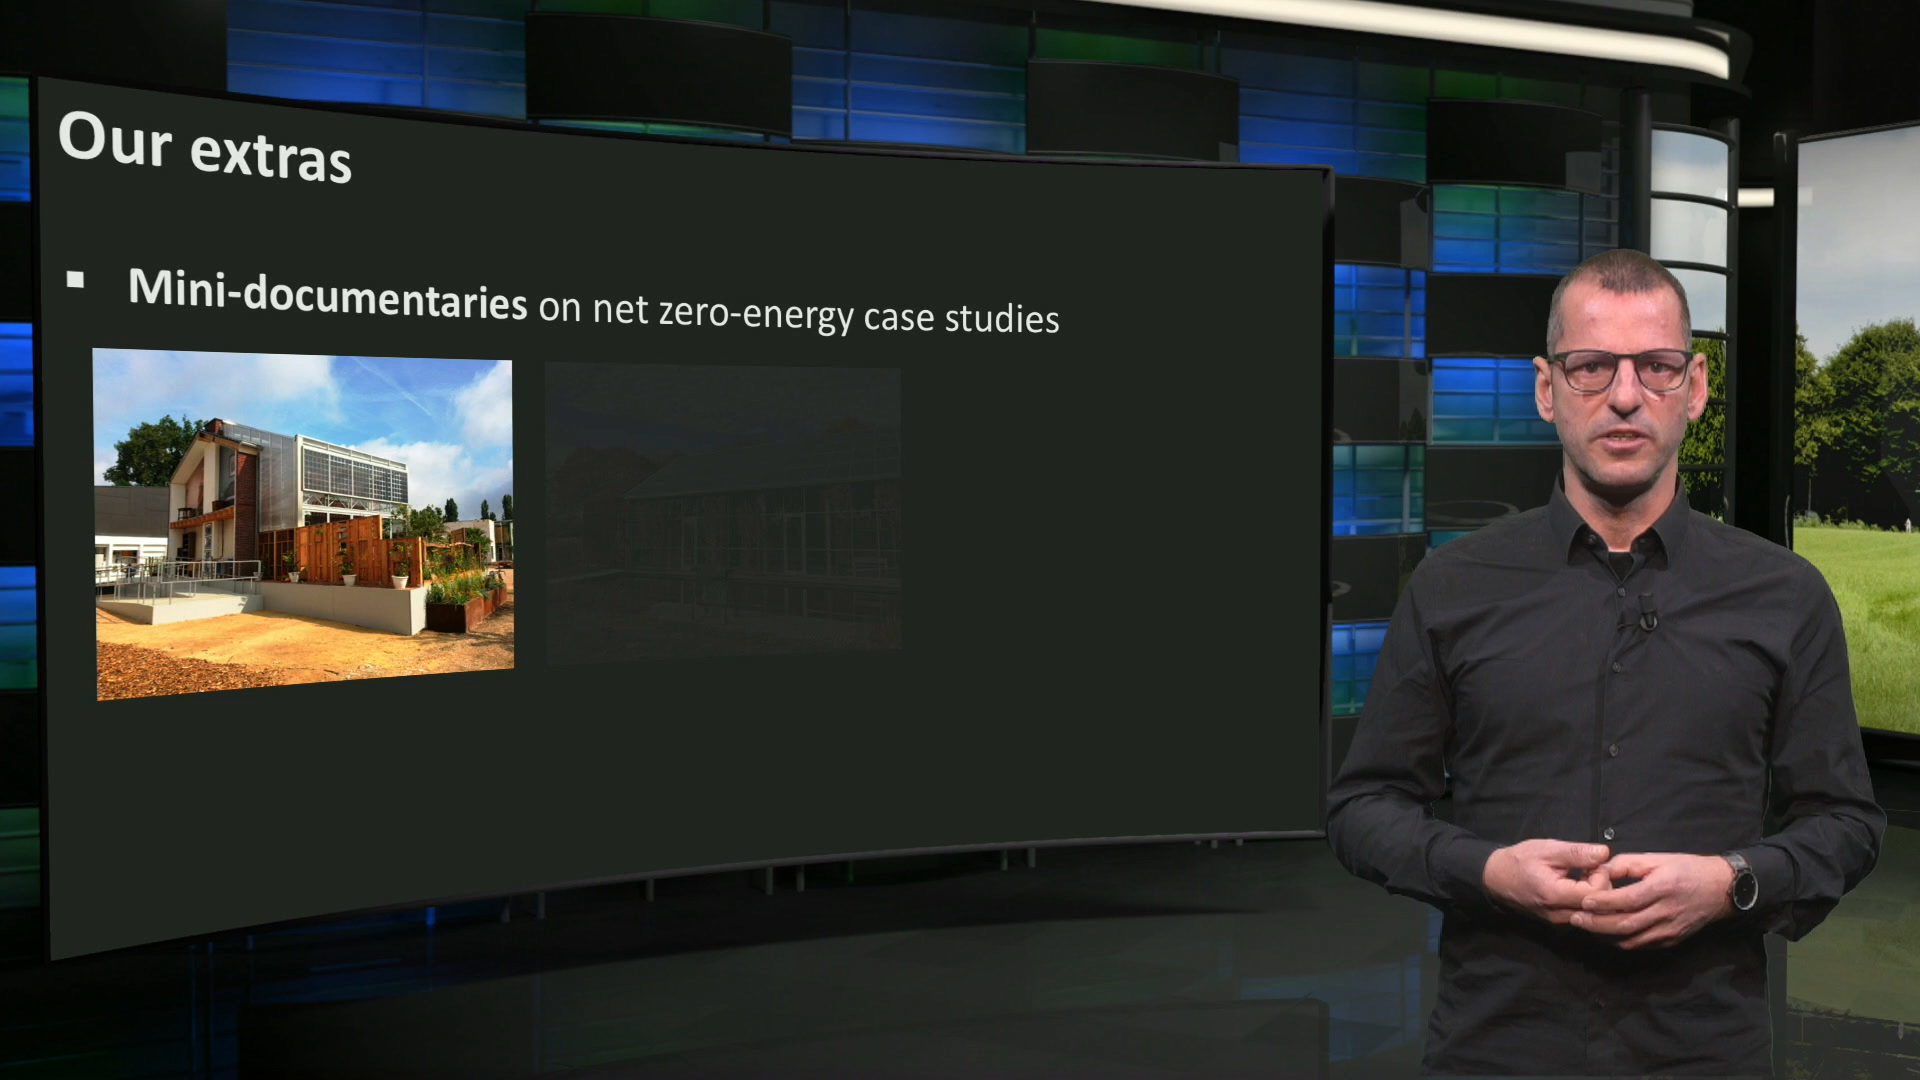 Our extras
▪ Mini-documentaries on net zero-energy case studies